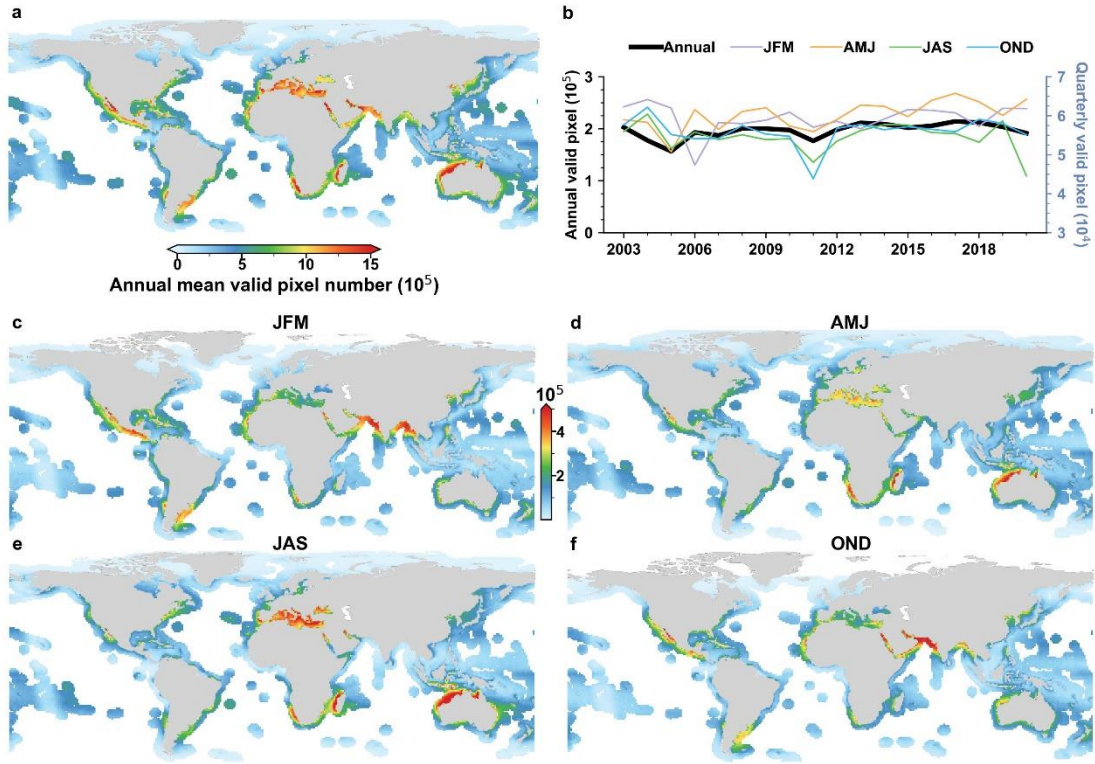 a
0 5 10 15
Annual mean valid pixel number (10⁵)
b
Annual JFM AMJ JAS OND
Annual valid pixel (10⁵)
3
2
1
0
2003 2006 2009 2012 2015 2018
7
6
5
4
3
Quarterly valid pixel (10⁴)
c JFM
d AMJ
10⁵
4
2
e JAS
f OND